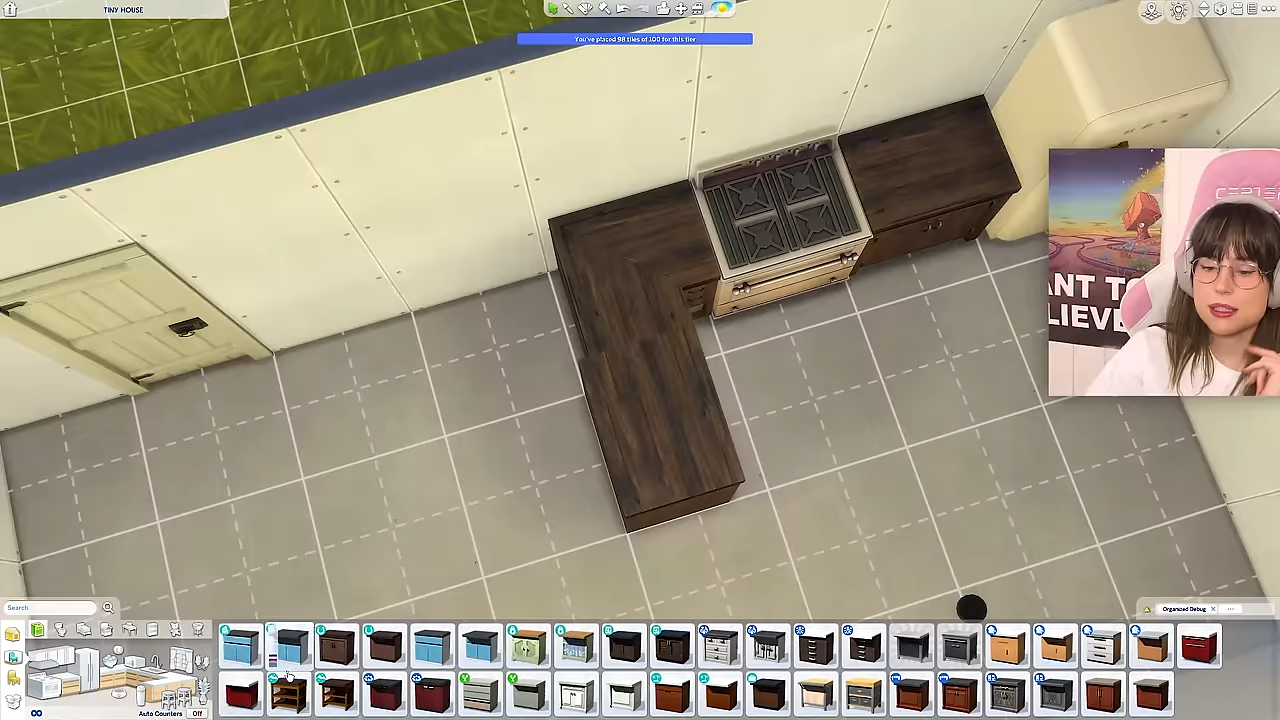 TINY HOUSE
You've placed 98 tiles of 100 for this tier
ANT TO
LIEVE
Search
Organized Debug
Auto Counters Off